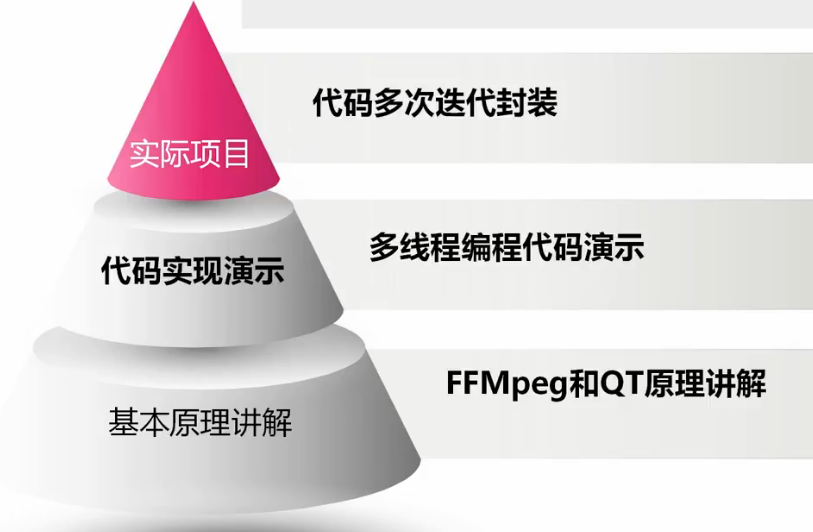 代码多次迭代封装
实际项目
多线程编程代码演示
代码实现演示
FFMpeg和QT原理讲解
基本原理讲解